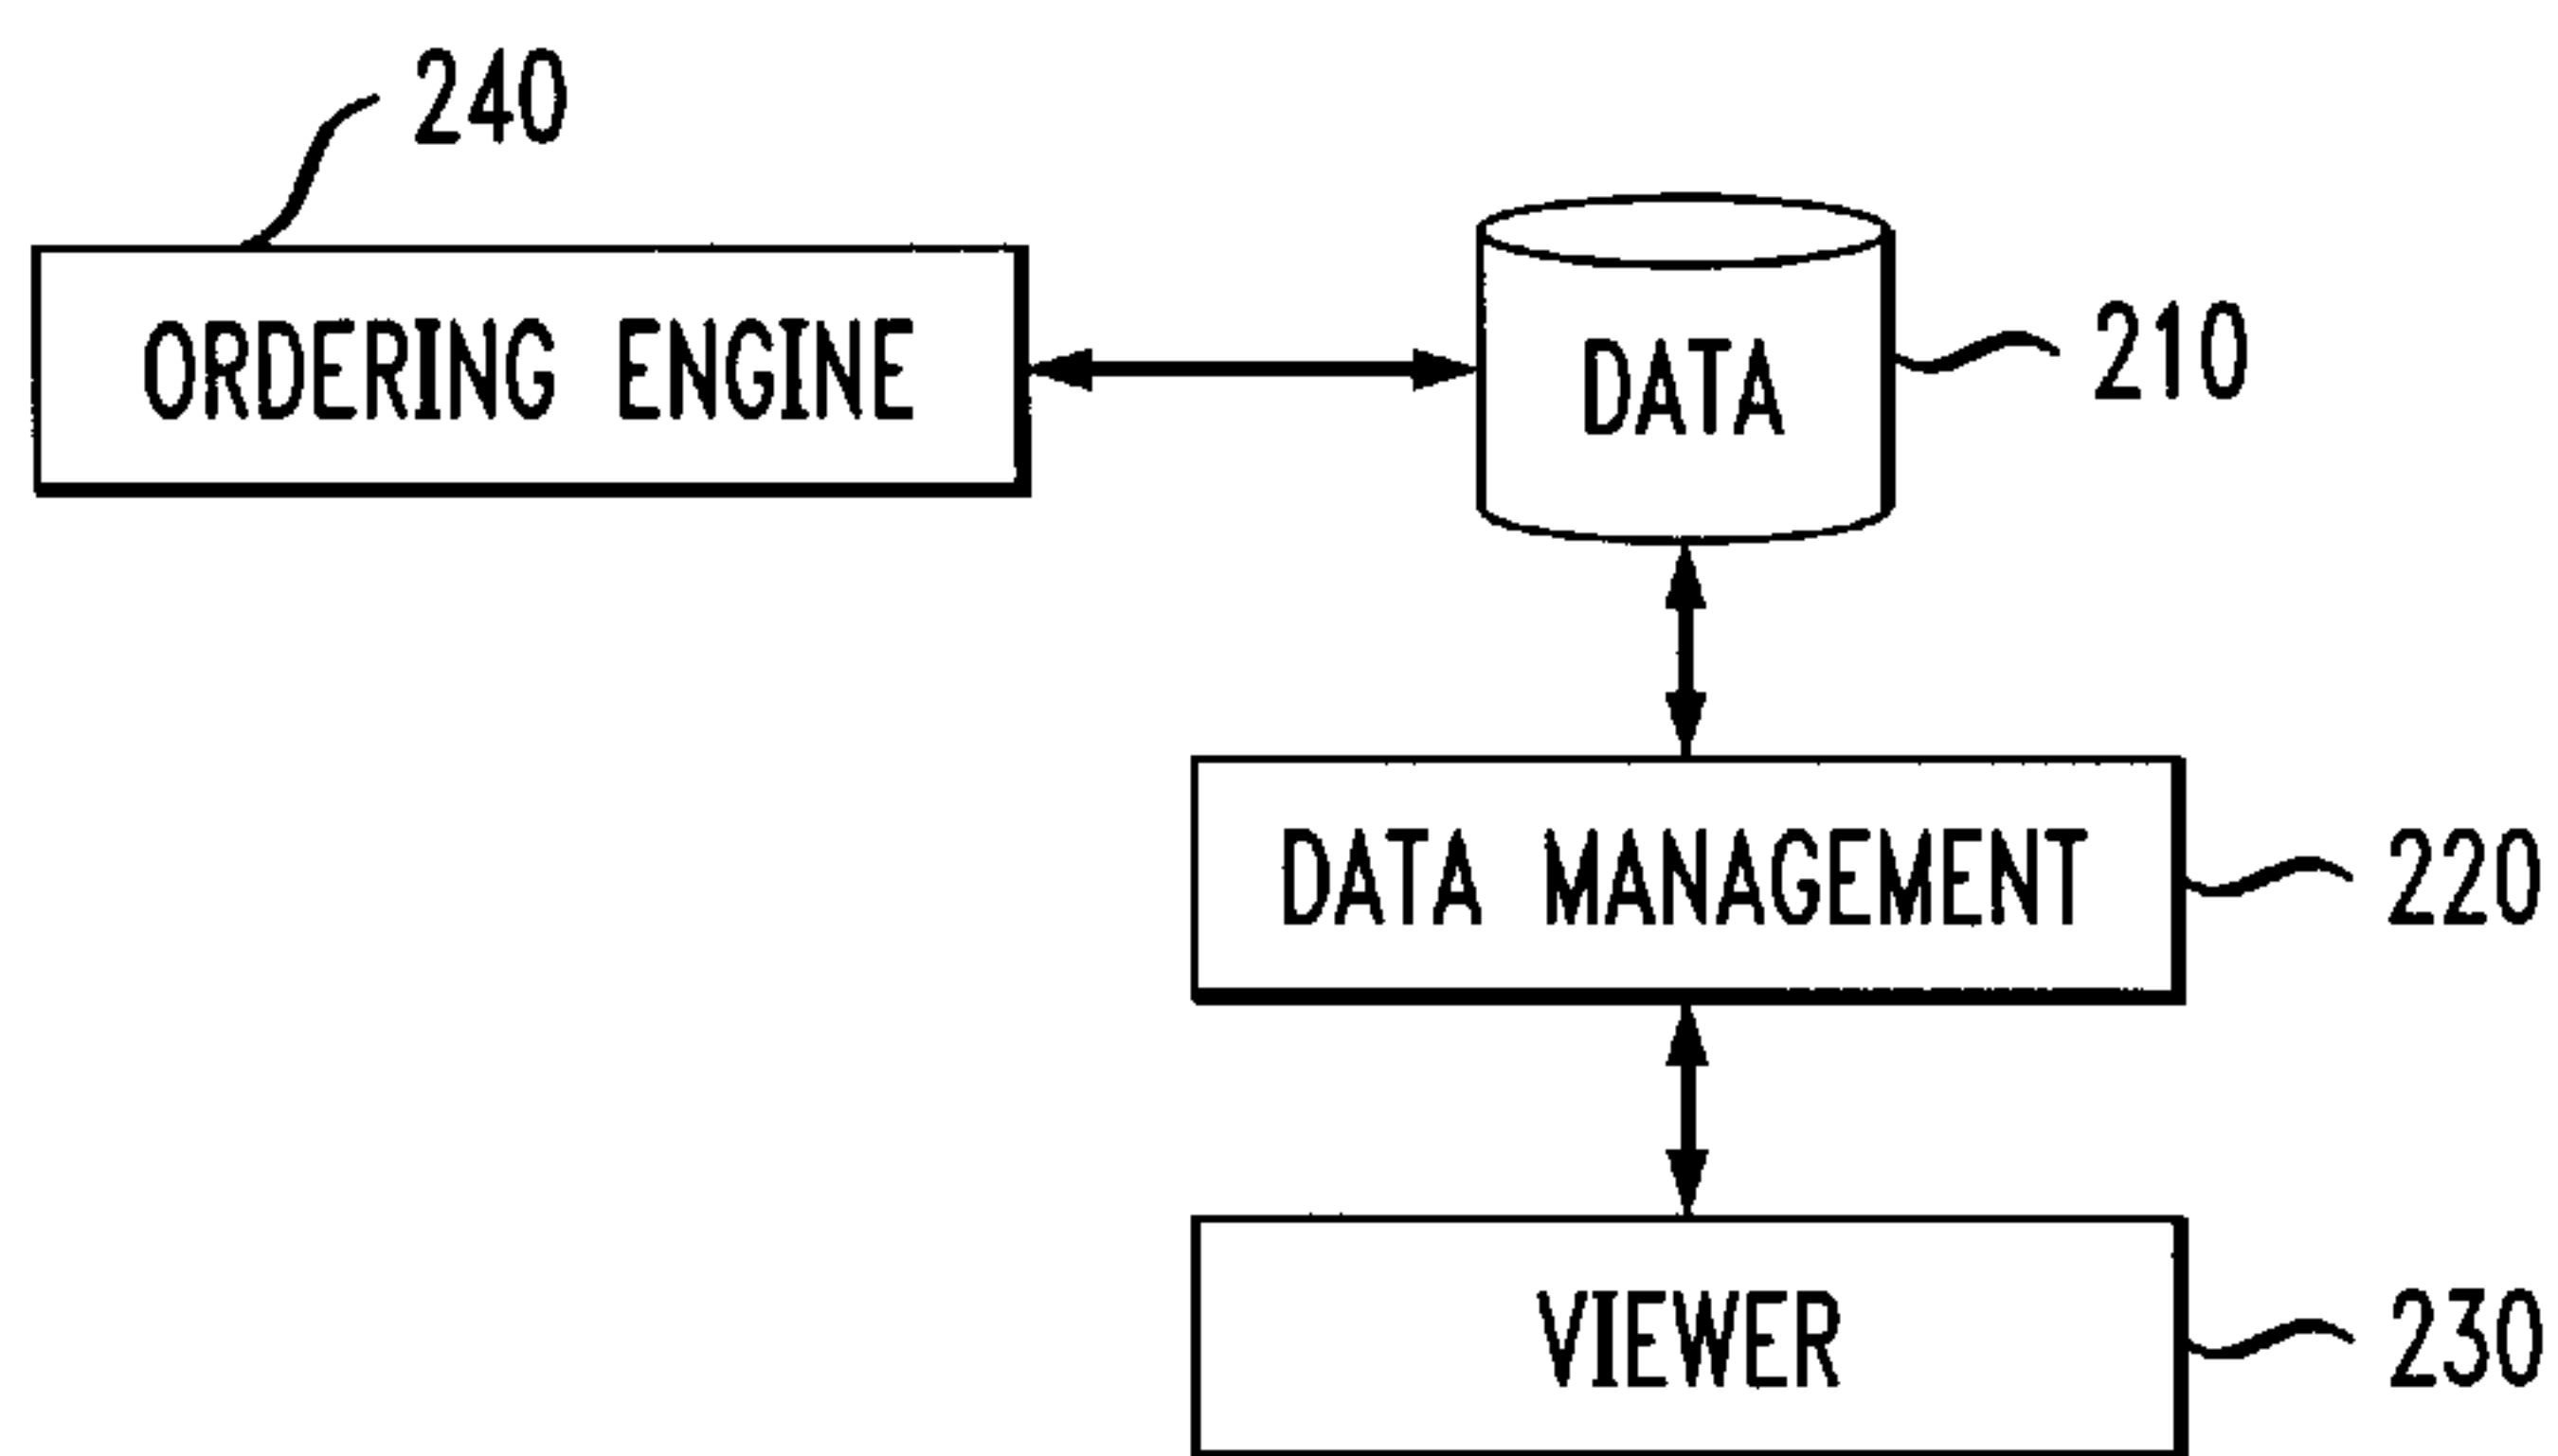 240
ORDERING ENGINE
DATA
210
DATA MANAGEMENT
220
VIEWER
230